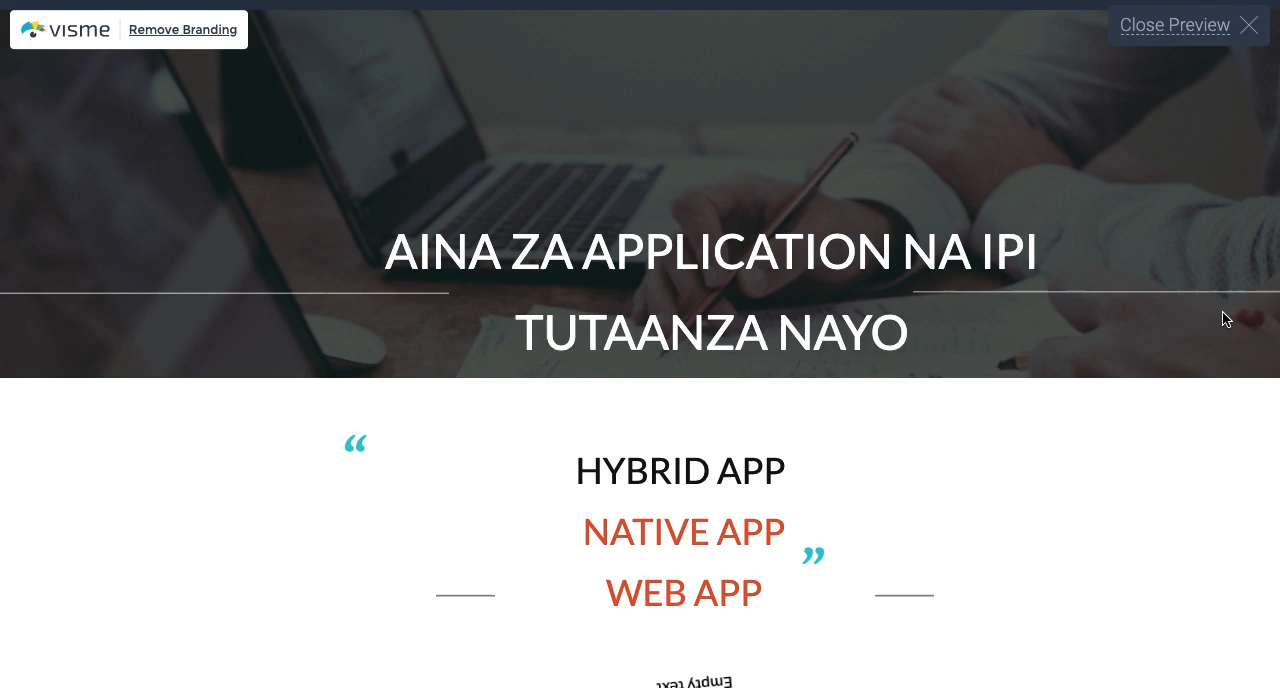 visme Remove Branding
Close Preview
AINA ZA APPLICATION NA IPI
TUTAANZA NAYO
“
HYBRID APP
NATIVE APP
”
WEB APP
Empty text